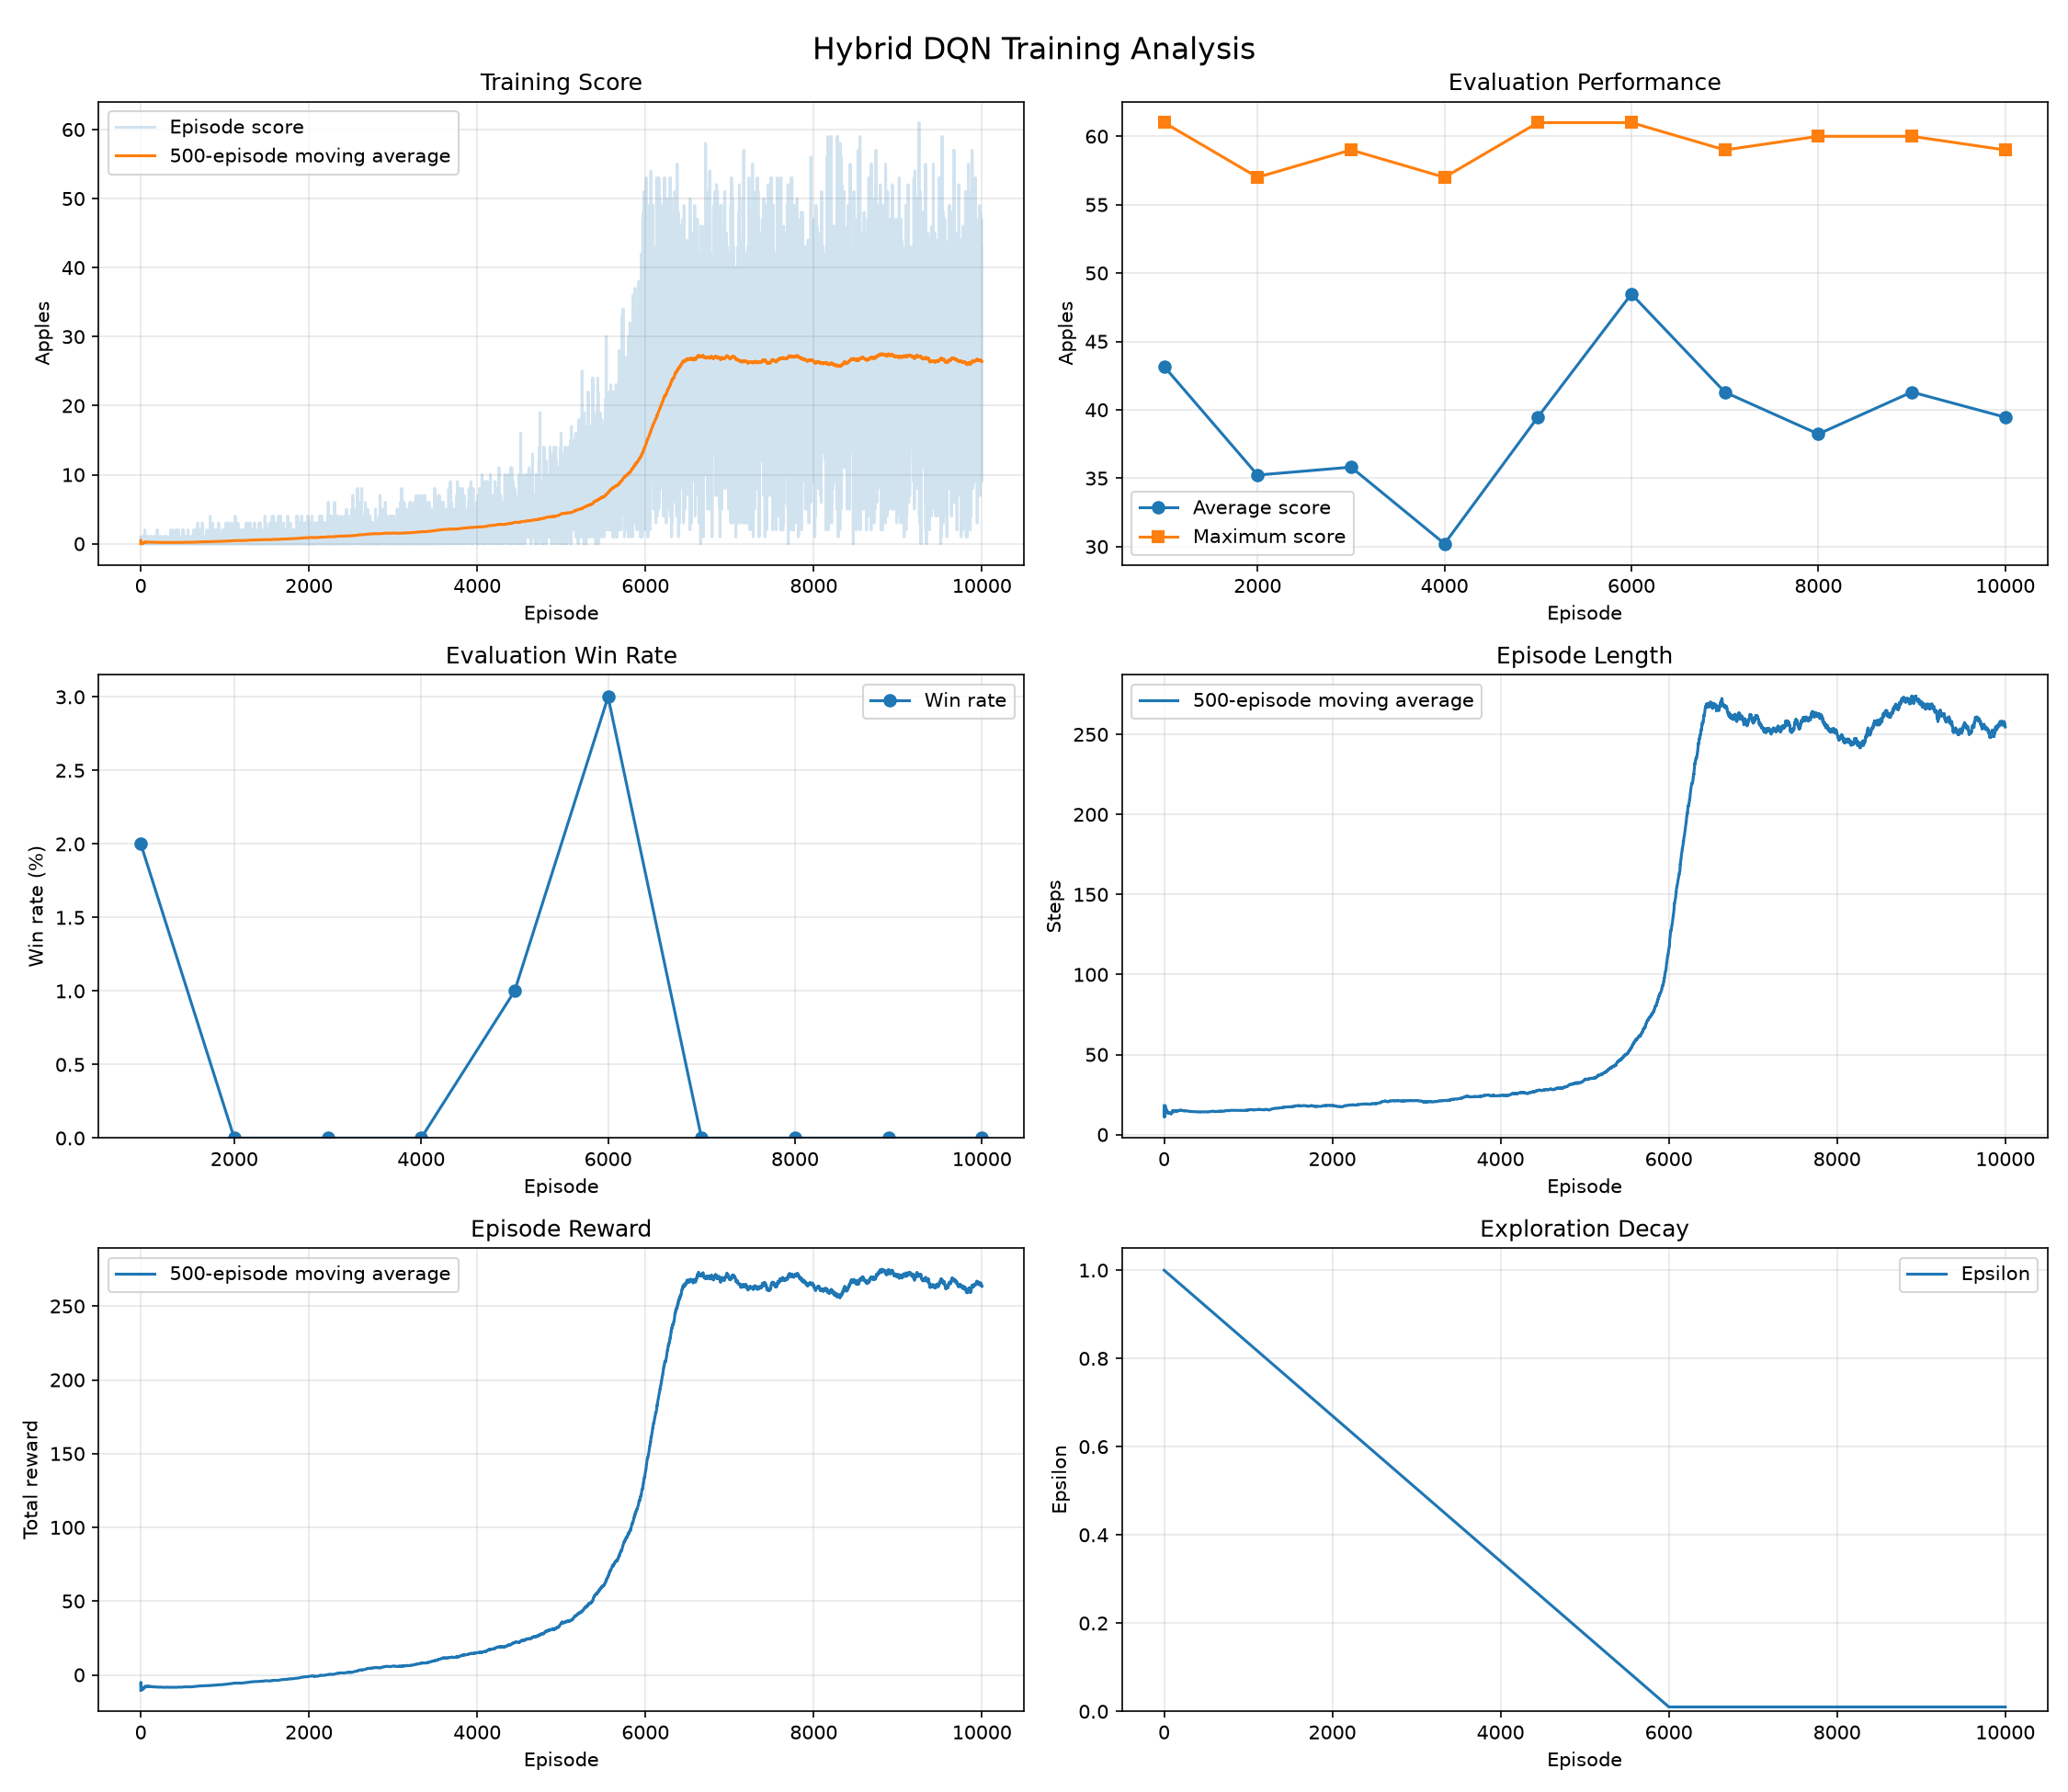 Hybrid DQN Training Analysis
Training Score
Episode score
500-episode moving average
60
50
40
30
20
10
0
Apples
0 2000 4000 6000 8000 10000
Episode
Evaluation Performance
60
55
50
45
40
35
30
Apples
Average score
Maximum score
2000 4000 6000 8000 10000
Episode
Evaluation Win Rate
Win rate
3.0
2.5
2.0
1.5
1.0
0.5
0.0
Win rate (%)
2000 4000 6000 8000 10000
Episode
Episode Length
500-episode moving average
250
200
150
100
50
0
Steps
0 2000 4000 6000 8000 10000
Episode
Episode Reward
500-episode moving average
250
200
150
100
50
0
Total reward
0 2000 4000 6000 8000 10000
Episode
Exploration Decay
Epsilon
1.0
0.8
0.6
0.4
0.2
0.0
Epsilon
0 2000 4000 6000 8000 10000
Episode